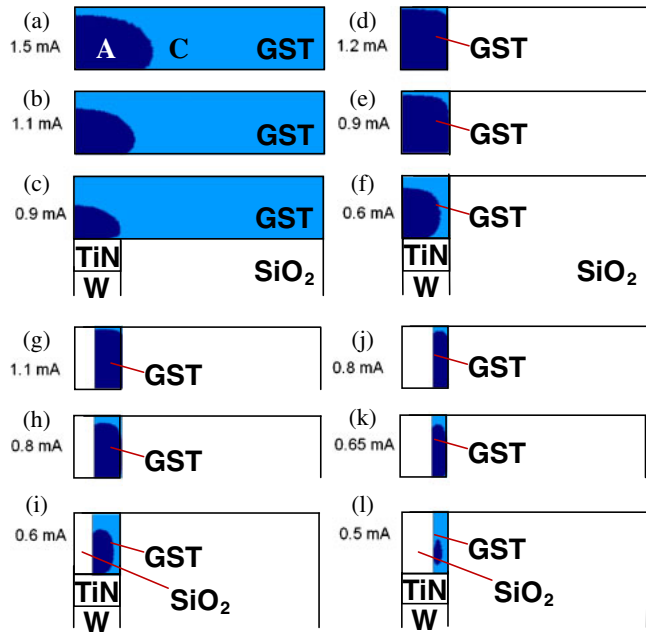 (a)
1.5 mA
A C GST
(b)
1.1 mA
GST
(c)
0.9 mA
GST
TiN
W
SiO₂
(d)
1.2 mA
GST
(e)
0.9 mA
GST
(f)
0.6 mA
GST
TiN
W
SiO₂
(g)
1.1 mA
GST
(h)
0.8 mA
GST
(i)
0.6 mA
GST
SiO₂
TiN
W
(j)
0.8 mA
GST
(k)
0.65 mA
GST
(l)
0.5 mA
GST
SiO₂
TiN
W